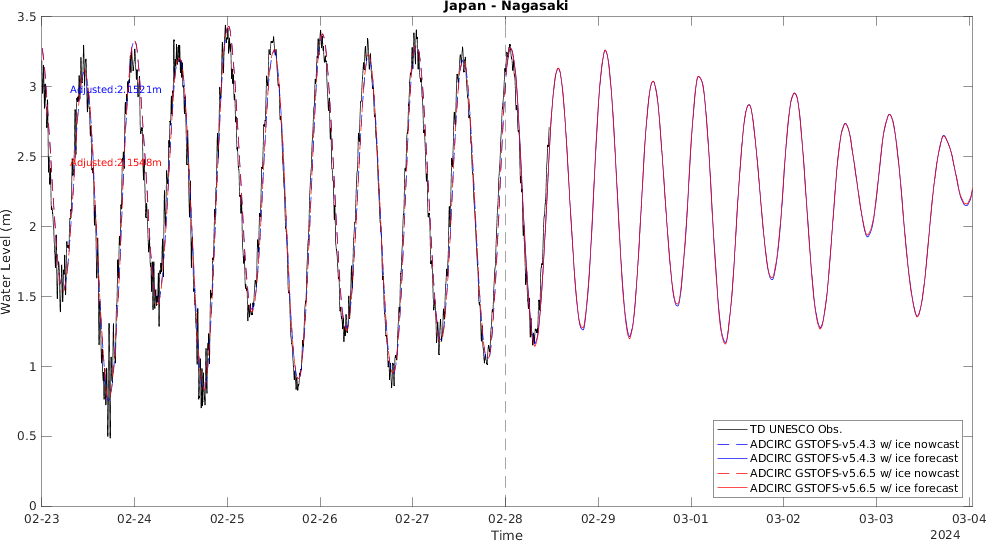 Japan - Nagasaki
3.5
3
2.5
2
1.5
1
0.5
0
Water Level (m)
Adjusted:2.1521m
Adjusted:2.1548m
02-23 02-24 02-25 02-26 02-27 02-28 02-29 03-01 03-02 03-03 03-04
Time
2024
TD UNESCO Obs.
ADCIRC GSTOFS-v5.4.3 w/ ice nowcast
ADCIRC GSTOFS-v5.4.3 w/ ice forecast
ADCIRC GSTOFS-v5.6.5 w/ ice nowcast
ADCIRC GSTOFS-v5.6.5 w/ ice forecast